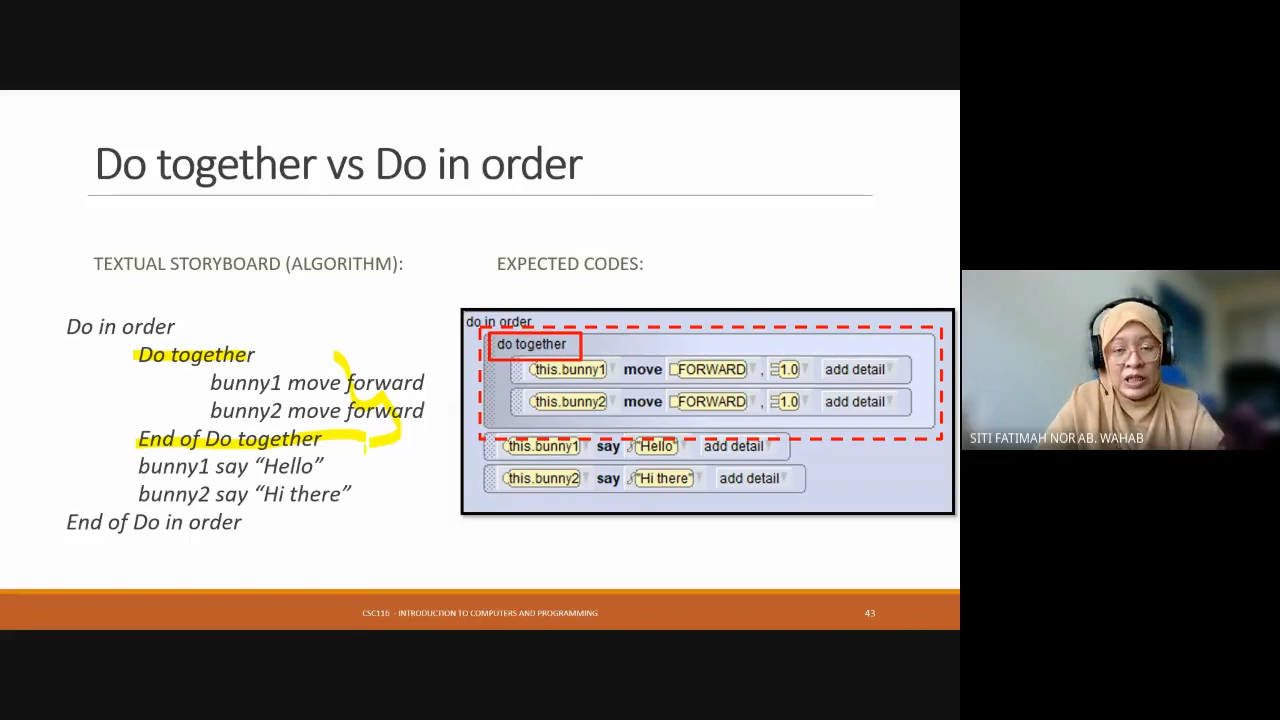 Do together vs Do in order
TEXTUAL STORYBOARD (ALGORITHM):
Do in order
Do together
bunny1 move forward
bunny2 move forward
End of Do together
bunny1 say “Hello”
bunny2 say “Hi there”
End of Do in order
EXPECTED CODES:
do in order
do together
this.bunny1 move FORWARD , 1.0 add detail
this.bunny2 move FORWARD , 1.0 add detail
this.bunny1 say "Hello" add detail
this.bunny2 say "Hi there" add detail
CSC116 - INTRODUCTION TO COMPUTERS AND PROGRAMMING
43
SITI FATIMAH NOR AB. WAHAB